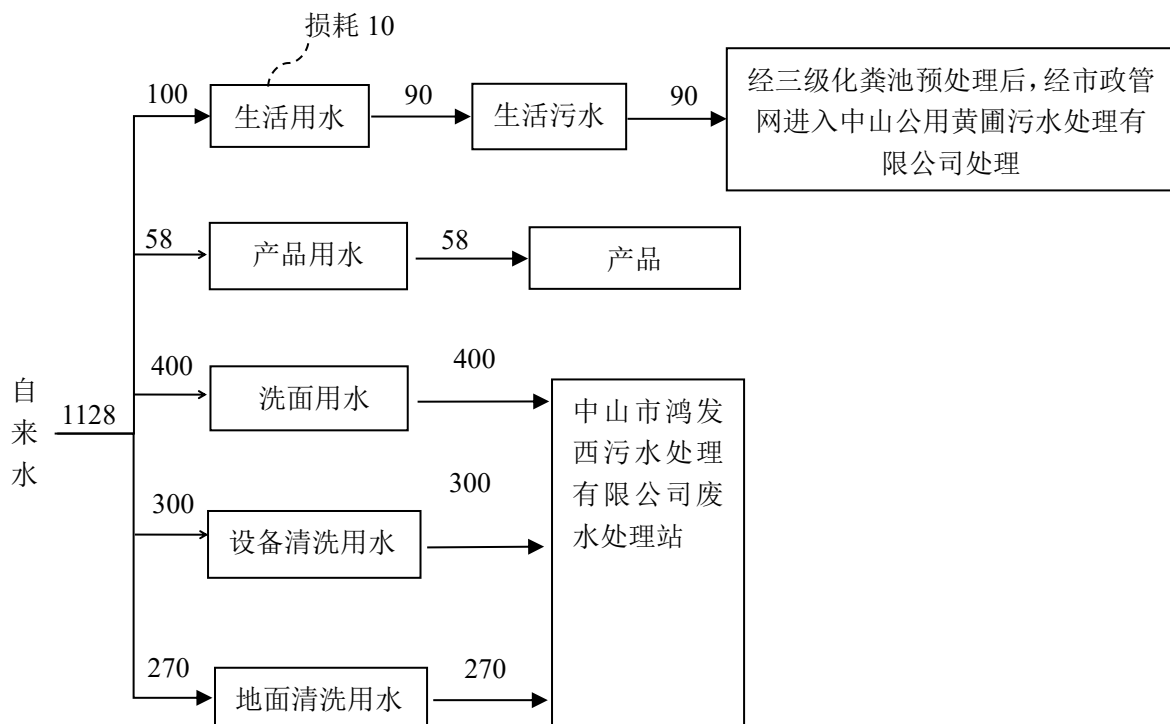 损耗 10
100
生活用水
90
生活污水
90
经三级化粪池预处理后，经市政管
网进入中山公用黄圃污水处理有
限公司处理
58
产品用水
58
产品
自
来
水
1128
400
洗面用水
400
中山市鸿发
西污水处理
有限公司废
水处理站
300
设备清洗用水
300
270
地面清洗用水
270